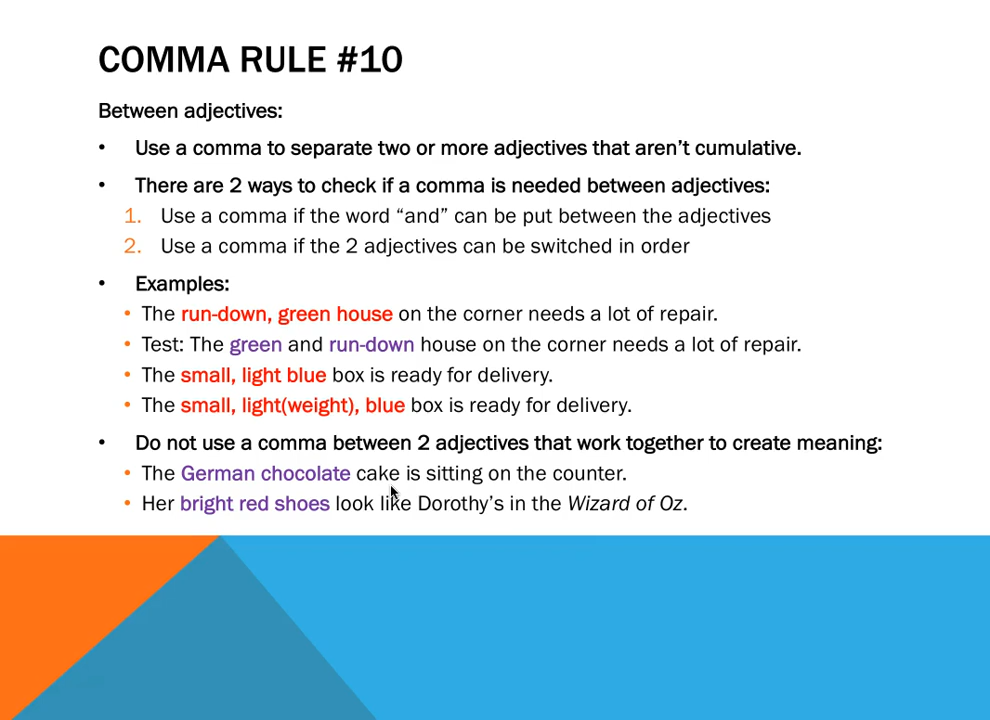 COMMA RULE #10
Between adjectives:
• Use a comma to separate two or more adjectives that aren't cumulative.
• There are 2 ways to check if a comma is needed between adjectives:
1. Use a comma if the word “and” can be put between the adjectives
2. Use a comma if the 2 adjectives can be switched in order
• Examples:
• The run-down, green house on the corner needs a lot of repair.
• Test: The green and run-down house on the corner needs a lot of repair.
• The small, light blue box is ready for delivery.
• The small, light(weight), blue box is ready for delivery.
• Do not use a comma between 2 adjectives that work together to create meaning:
• The German chocolate cake is sitting on the counter.
• Her bright red shoes look like Dorothy's in the Wizard of Oz.